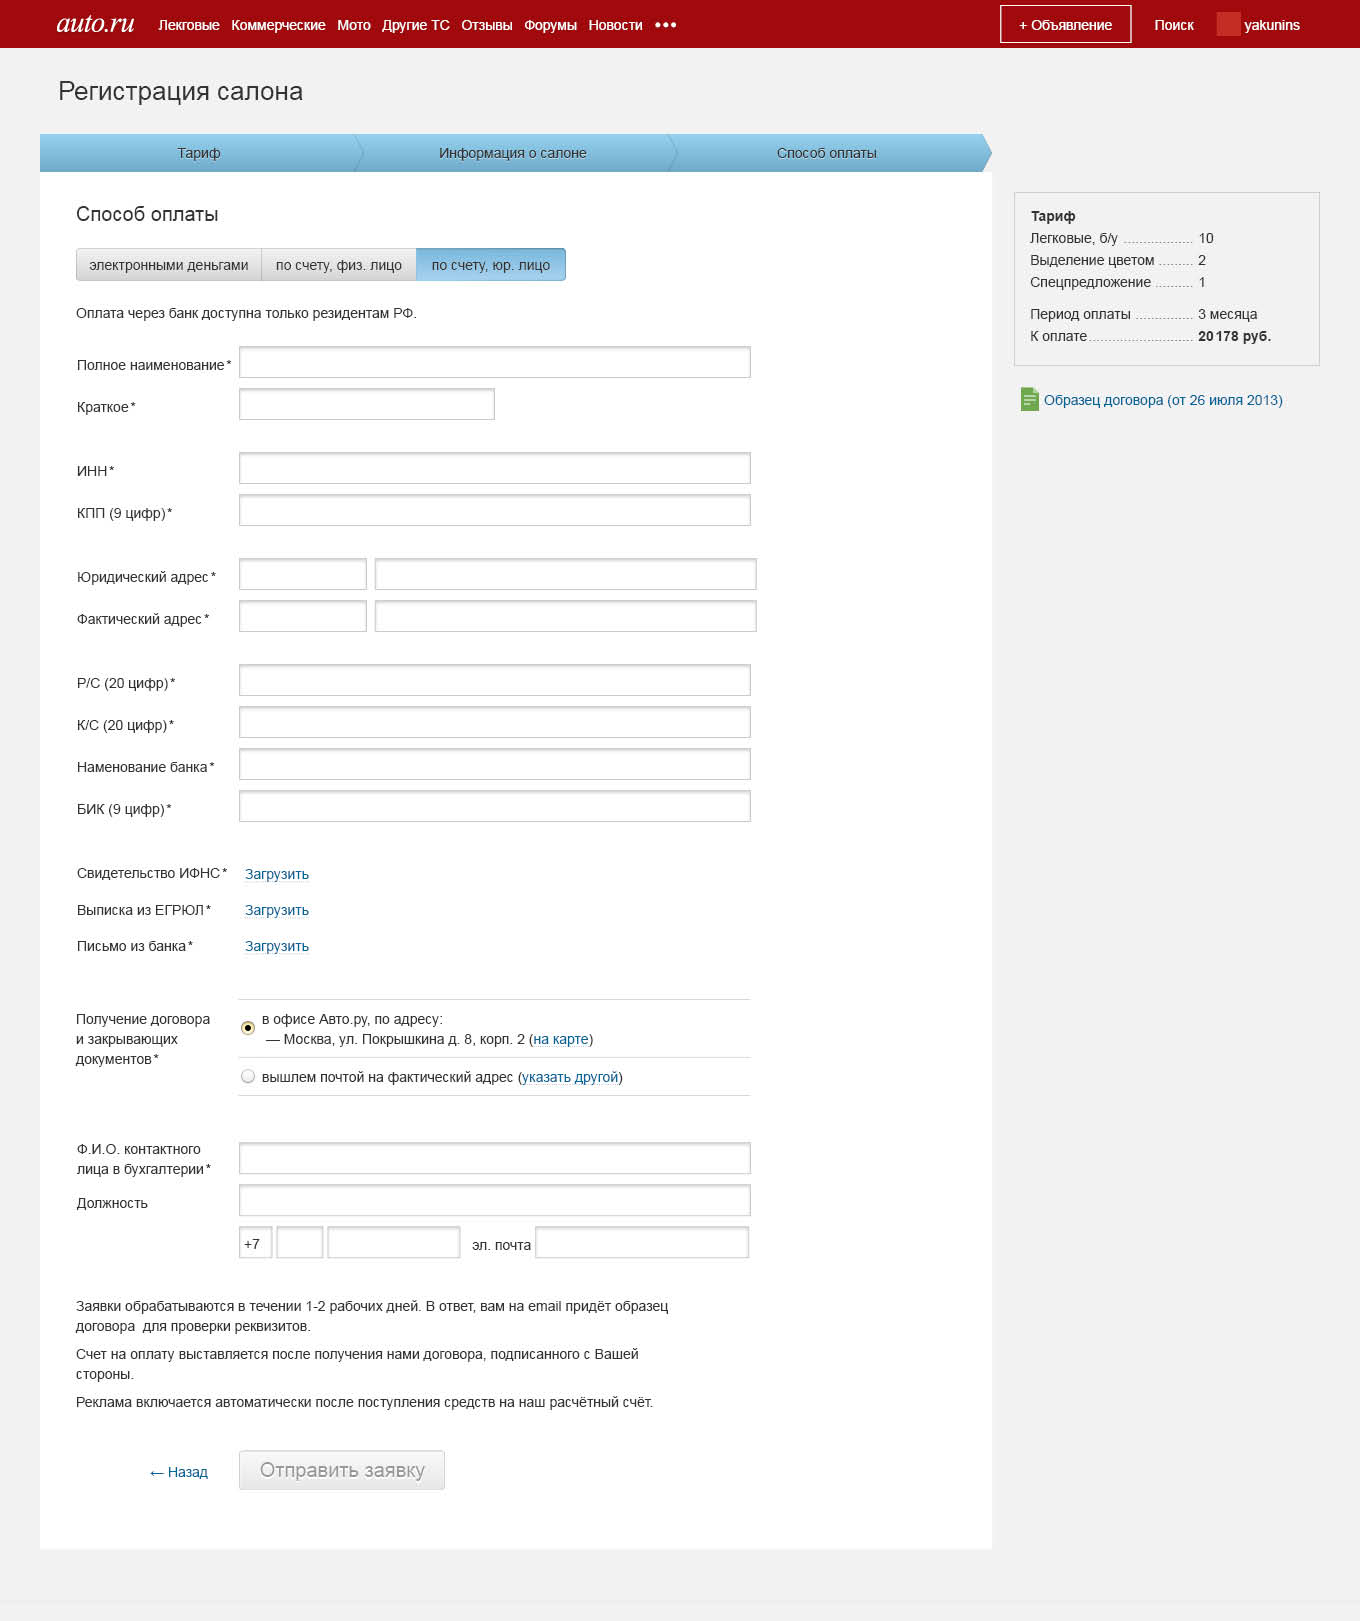 auto.ru Легковые Коммерческие Мото Другие ТС Отзывы Форумы Новости ••• + Объявление Поиск yakunins
Регистрация салона
Тариф Информация о салоне Способ оплаты
Способ оплаты
электронными деньгами по счету, физ. лицо по счету, юр. лицо
Оплата через банк доступна только резидентам РФ.
Полное наименование*
Краткое*
ИНН*
КПП (9 цифр)*
Юридический адрес*
Фактический адрес*
Р/С (20 цифр)*
К/С (20 цифр)*
Наменование банка*
БИК (9 цифр)*
Свидетельство ИФНС* Загрузить
Выписка из ЕГРЮЛ* Загрузить
Письмо из банка* Загрузить
Получение договора
и закрывающих
документов*
в офисе Авто.ру, по адресу:
— Москва, ул. Покрышкина д. 8, корп. 2 (на карте)
вышлем почтой на фактический адрес (указать другой)
Ф.И.О. контактного
лица в бухгалтерии*
Должность
+7 эл. почта
Заявки обрабатываются в течении 1-2 рабочих дней. В ответ, вам на email придёт образец
договора для проверки реквизитов.
Счет на оплату выставляется после получения нами договора, подписанного с Вашей
стороны.
Реклама включается автоматически после поступления средств на наш расчётный счёт.
← Назад Отправить заявку
Тариф
Легковые, б/у .................. 10
Выделение цветом ......... 2
Спецпредложение .......... 1
Период оплаты ............... 3 месяца
К оплате........................... 20 178 руб.
Образец договора (от 26 июля 2013)